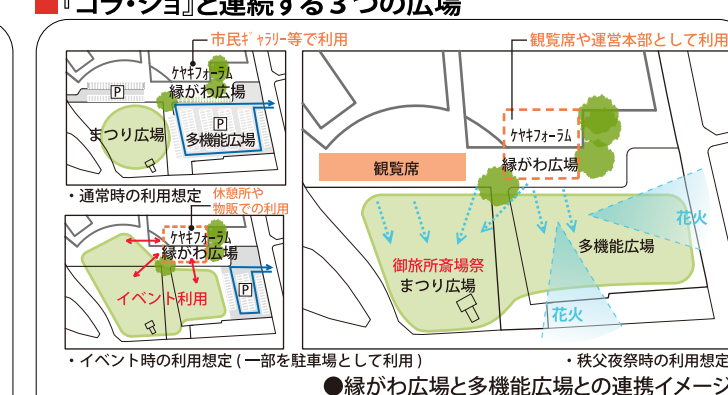 ■『コラ・ショ』と連続する３つの広場
市民ｷﾞｬﾗﾘｰ等で利用
ｹﾔｷﾌｫｰﾗﾑ
縁がわ広場
P
まつり広場
P
多機能広場
・通常時の利用想定
休憩所や
物販での利用
ｹﾔｷﾌｫｰﾗﾑ
縁がわ広場
P
イベント利用
・イベント時の利用想定(一部を駐車場として利用)
観覧席や運営本部として利用
ｹﾔｷﾌｫｰﾗﾑ
縁がわ広場
観覧席
花火
多機能広場
御旅所斎場祭
まつり広場
花火
・秩父夜祭時の利用想定
●縁がわ広場と多機能広場との連携イメージ